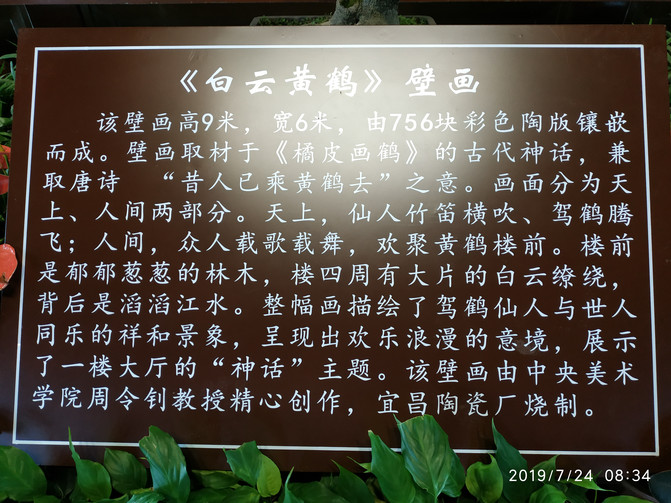 《白云黄鹤》壁画
该壁画高9米，宽6米，由756块彩色陶版镶嵌
而成。壁画取材于《橘皮画鹤》的古代神话，兼
取唐诗 “昔人已乘黄鹤去”之意。画面分为天
上、人间两部分。天上，仙人竹笛横吹、驾鹤腾
飞；人间，众人载歌载舞，欢聚黄鹤楼前。楼前
是郁郁葱葱的林木，楼四周有大片的白云缭绕，
背后是滔滔江水。整幅画描绘了驾鹤仙人与世人
同乐的祥和景象，呈现出欢乐浪漫的意境，展示
了一楼大厅的“神话”主题。该壁画由中央美术
学院周令钊教授精心创作，宜昌陶瓷厂烧制。
2019/7/24 08:34